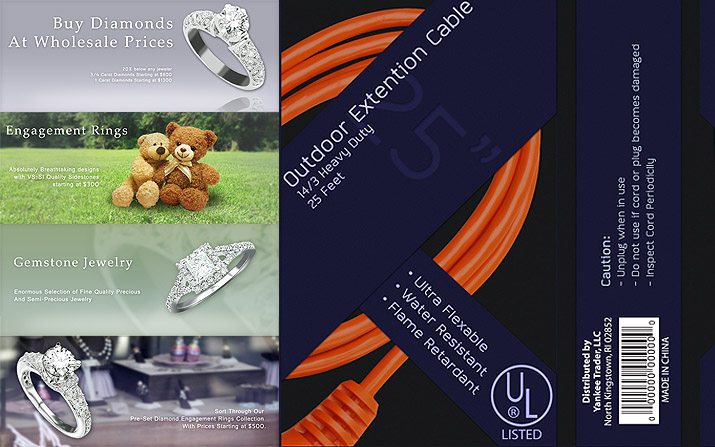 Buy Diamonds
At Wholesale Prices
20% below any jeweler
3/4 Carat Diamonds Starting at $800
1 Carat Diamonds Starting at $1300
Engagement Rings
Absolutely Breathtaking designs
with VS-SI Quality Sidestones
starting at $300
Gemstone Jewelry
Enormous Selection of Fine Quality Precious
And Semi-Precious Jewelry
Sort Through Our
Pre-Set Diamond Engagement Rings Collection
With Prices Starting at $500.
25"
Outdoor Extention Cable
14/3 Heavy Duty
25 Feet
• Ultra Flexable
• Water Resistant
• Flame Retardant
UL
®
LISTED
Caution:
- Unplug when in use
- Do not use if cord or plug becomes damaged
- Inspect Cord Periodiclly
Distributed by
Yankee Trader, LLC
North Kingstown, RI 02852
0 00000 00000 0
MADE IN CHINA